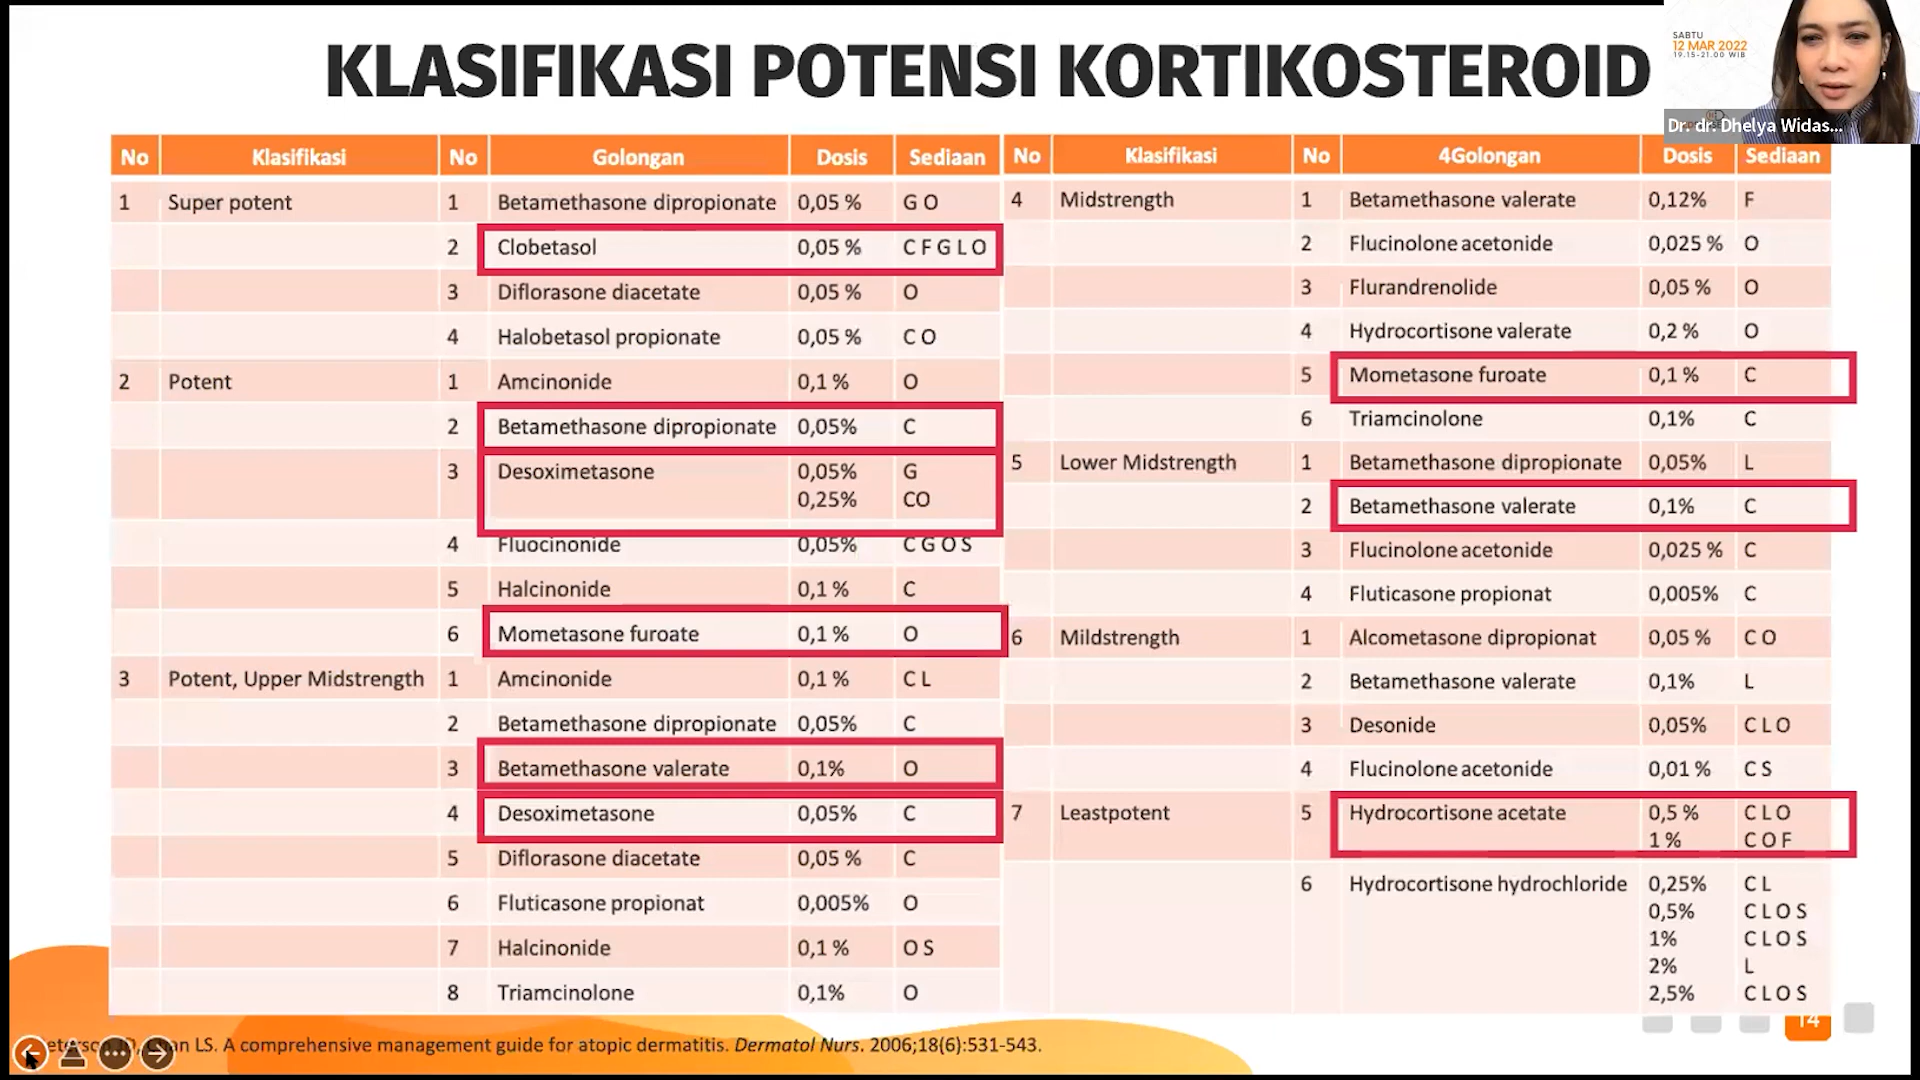 KLASIFIKASI POTENSI KORTIKOSTEROID
SABTU
12 MAR 2022
19.15-21.00 WIB
Dr. dr. Dhelya Widas...
No Klasifikasi No Golongan Dosis Sediaan
1 Super potent 1 Betamethasone dipropionate 0,05 % G O
2 Clobetasol 0,05 % C F G L O
3 Diflorasone diacetate 0,05 % O
4 Halobetasol propionate 0,05 % C O
2 Potent 1 Amcinonide 0,1 % O
2 Betamethasone dipropionate 0,05% C
3 Desoximetasone 0,05% G
0,25% CO
4 Fluocinonide 0,05% C G O S
5 Halcinonide 0,1 % C
6 Mometasone furoate 0,1 % O
3 Potent, Upper Midstrength 1 Amcinonide 0,1 % C L
2 Betamethasone dipropionate 0,05% C
3 Betamethasone valerate 0,1% O
4 Desoximetasone 0,05% C
5 Diflorasone diacetate 0,05 % C
6 Fluticasone propionat 0,005% O
7 Halcinonide 0,1 % O S
8 Triamcinolone 0,1% O
No Klasifikasi No 4Golongan Dosis Sediaan
4 Midstrength 1 Betamethasone valerate 0,12% F
2 Flucinolone acetonide 0,025 % O
3 Flurandrenolide 0,05 % O
4 Hydrocortisone valerate 0,2 % O
5 Mometasone furoate 0,1 % C
6 Triamcinolone 0,1% C
5 Lower Midstrength 1 Betamethasone dipropionate 0,05% L
2 Betamethasone valerate 0,1% C
3 Flucinolone acetonide 0,025 % C
4 Fluticasone propionat 0,005% C
6 Mildstrength 1 Alcometasone dipropionat 0,05 % C O
2 Betamethasone valerate 0,1% L
3 Desonide 0,05% C L O
4 Flucinolone acetonide 0,01 % C S
7 Leastpotent 5 Hydrocortisone acetate 0,5 % C L O
1 % C O F
6 Hydrocortisone hydrochloride 0,25% C L
0,5% C L O S
1% C L O S
2% L
2,5% C L O S
LS. A comprehensive management guide for atopic dermatitis. Dermatol Nurs. 2006;18(6):531-543.
14